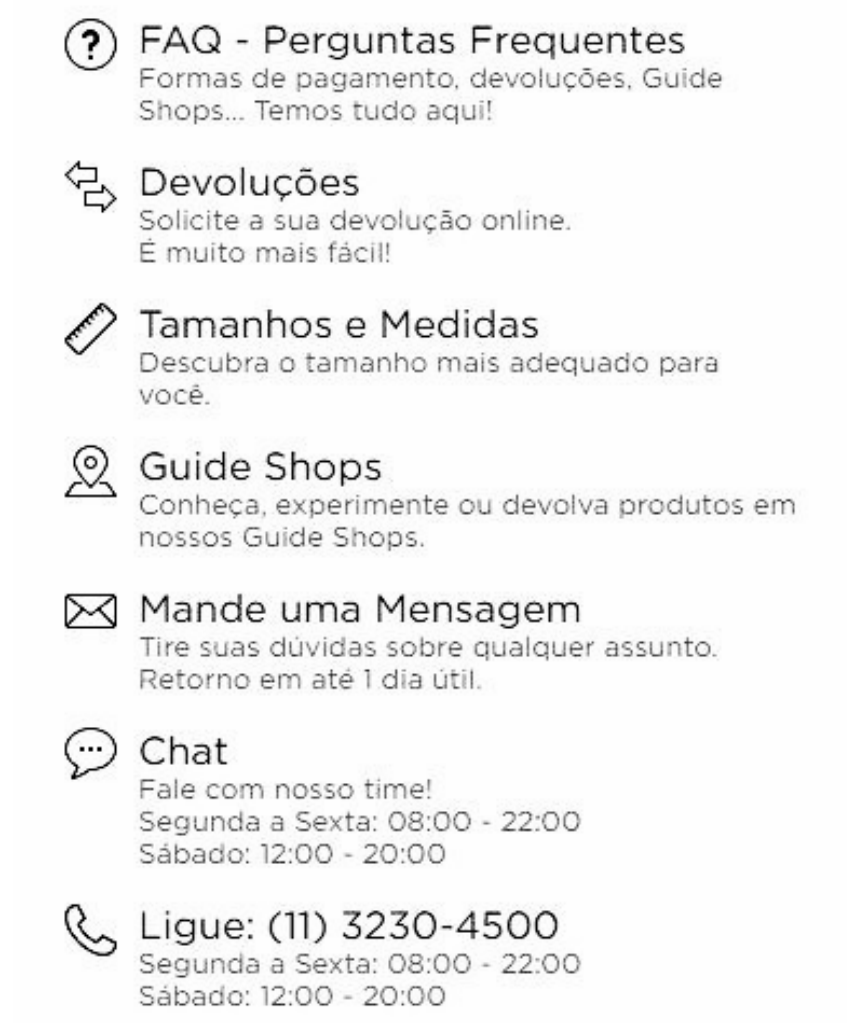 FAQ - Perguntas Frequentes
Formas de pagamento, devoluções, Guide
Shops... Temos tudo aqui!
Devoluções
Solicite a sua devolução online.
É muito mais fácil!
Tamanhos e Medidas
Descubra o tamanho mais adequado para
você.
Guide Shops
Conheça, experimente ou devolva produtos em
nossos Guide Shops.
Mande uma Mensagem
Tire suas dúvidas sobre qualquer assunto.
Retorno em até 1 dia útil.
Chat
Fale com nosso time!
Segunda a Sexta: 08:00 - 22:00
Sábado: 12:00 - 20:00
Ligue: (11) 3230-4500
Segunda a Sexta: 08:00 - 22:00
Sábado: 12:00 - 20:00